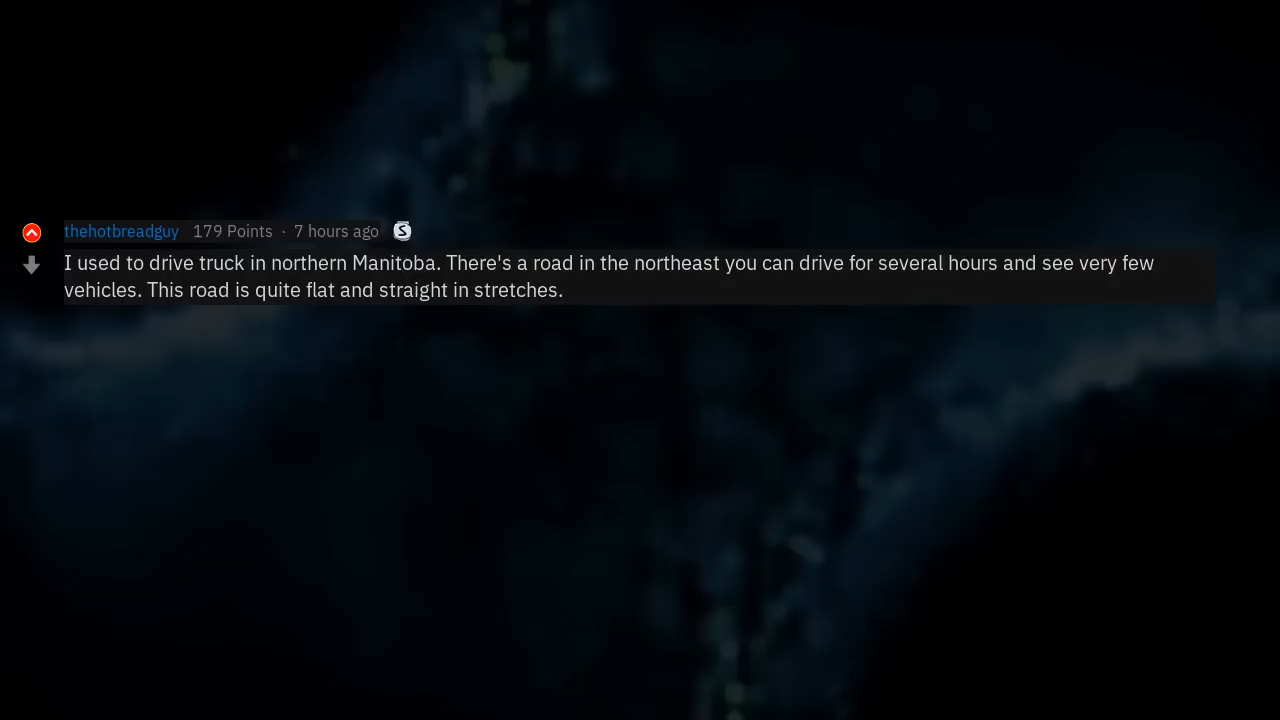 thehotbreadguy 179 Points · 7 hours ago
I used to drive truck in northern Manitoba. There's a road in the northeast you can drive for several hours and see very few
vehicles. This road is quite flat and straight in stretches.